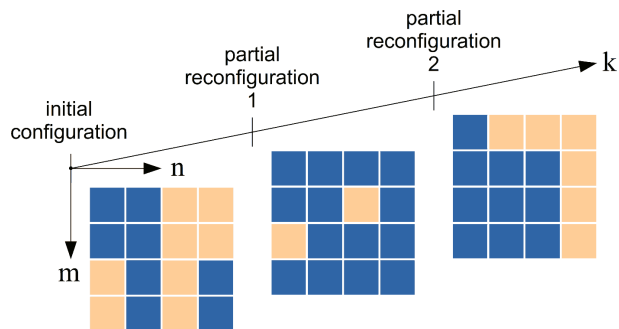 partial
reconfiguration
2
k
partial
reconfiguration
1
initial
configuration
n
m